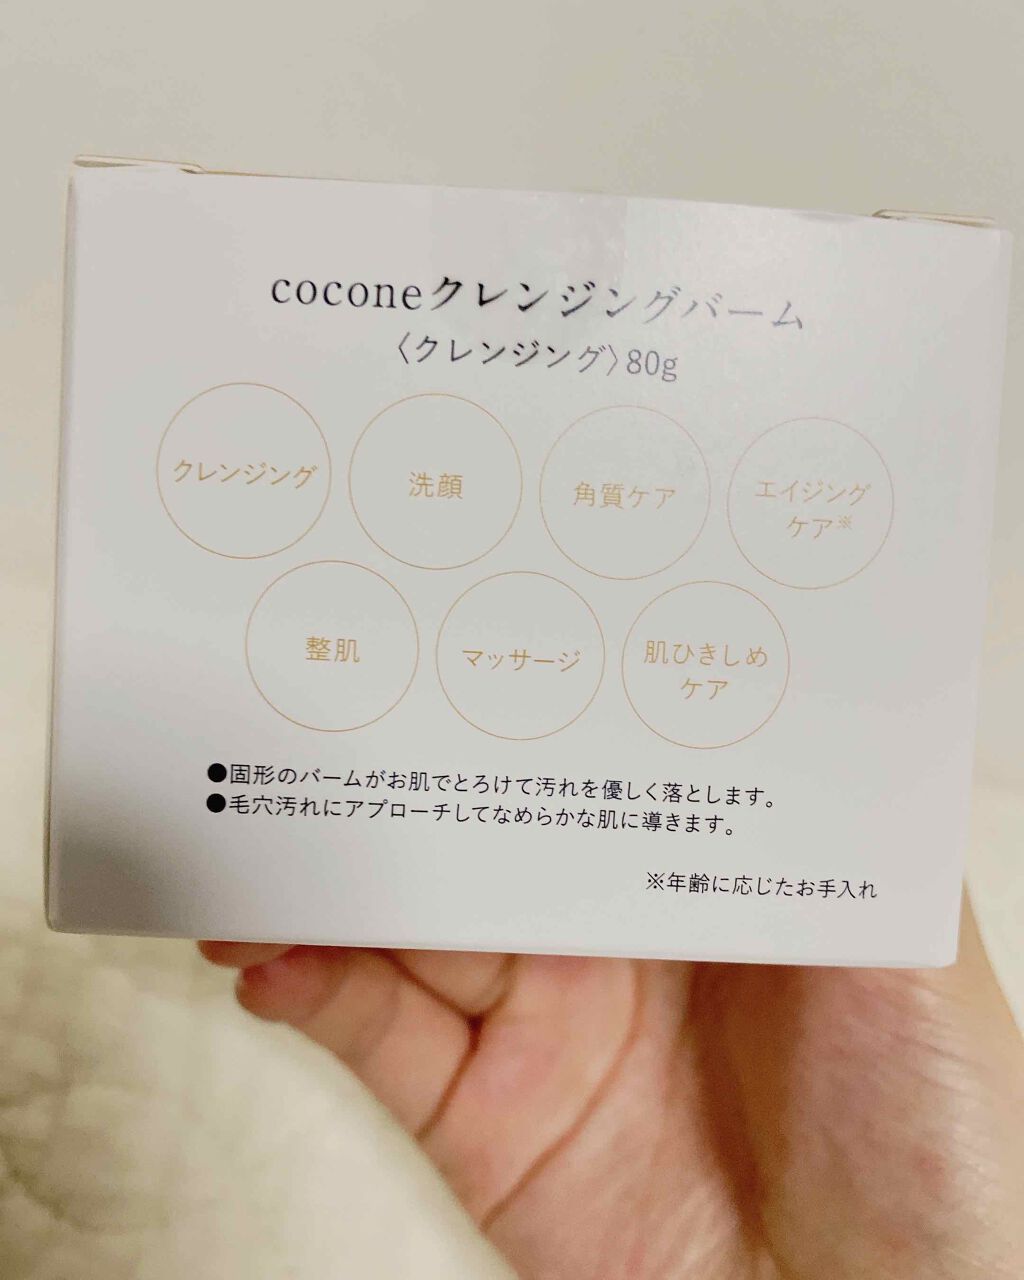 coconeクレンジングバーム
〈クレンジング〉80g
クレンジング
洗顔
角質ケア
エイジング
ケア※
整肌
マッサージ
肌ひきしめ
ケア
●固形のバームがお肌でとろけて汚れを優しく落とします。
●毛穴汚れにアプローチしてなめらかな肌に導きます。
※年齢に応じたお手入れ